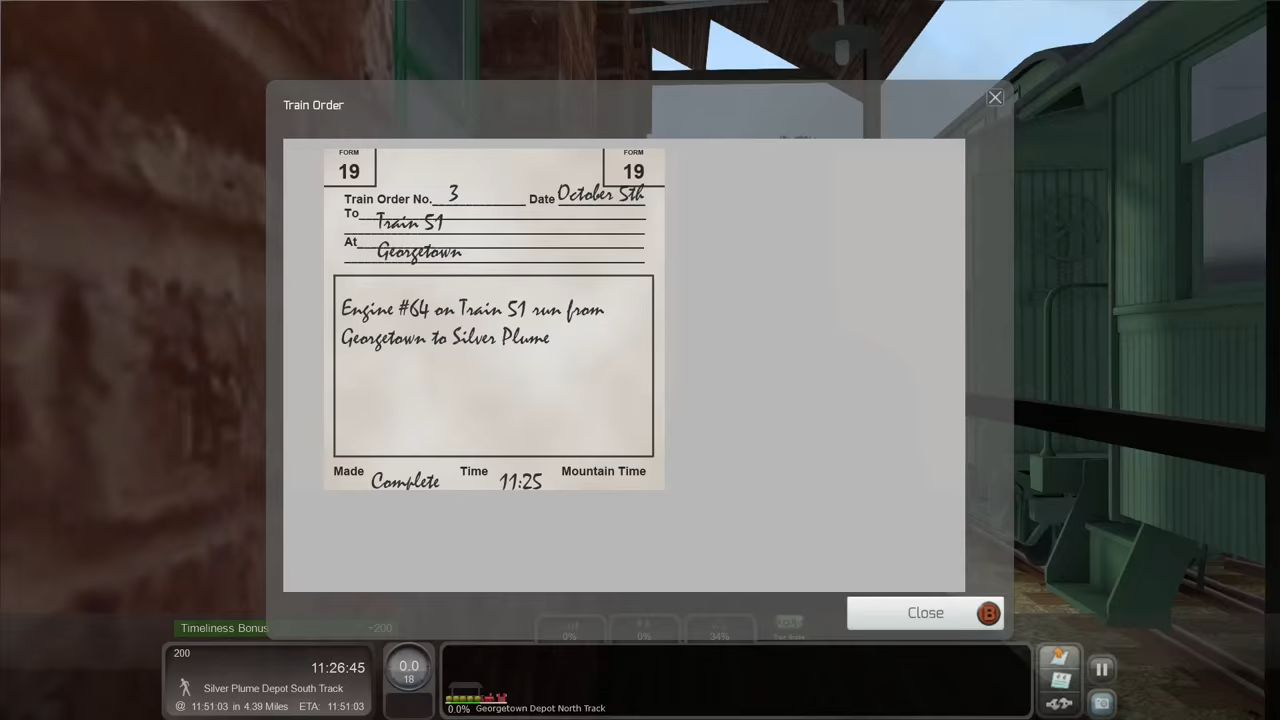 Train Order
FORM
19
FORM
19
Train Order No. 3 Date October 5th
To Train 51
At Georgetown
Engine #64 on Train 51 run from
Georgetown to Silver Plume
Made Complete Time 11:25 Mountain Time
Close B
Timeliness Bonus +200
0%
0%
34%
200
11:26:45
Silver Plume Depot South Track
@ 11:51:03 in 4.39 Miles ETA: 11:51:03
0.0
18
0.0% Georgetown Depot North Track